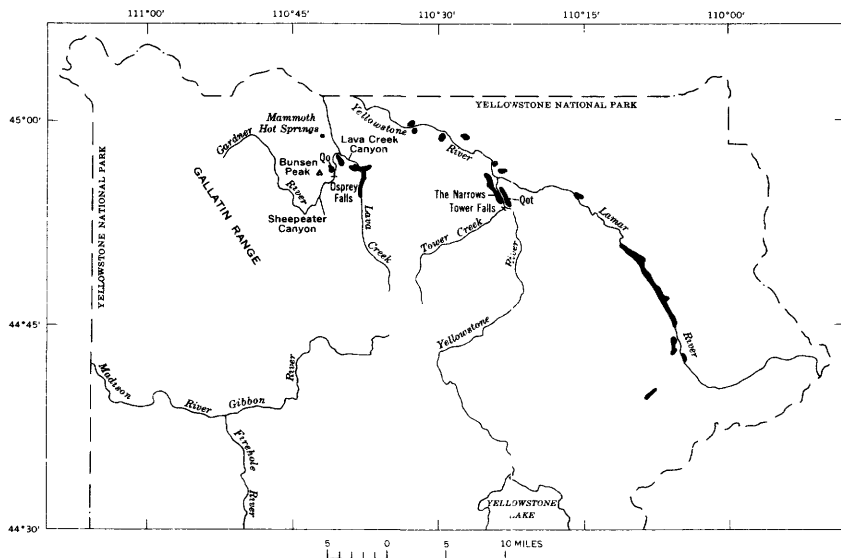 111°00'
110°45'
110°30'
110°15'
110°00'
YELLOWSTONE NATIONAL PARK
45°00'
Yellowstone
River
Mammoth
Hot Springs
Lava Creek
Canyon
Gardner
River
Qo
Bunsen
Peak
Osprey
Falls
The Narrows
Tower Falls
Qot
Lamar
River
Sheepeater
Canyon
Lava
Creek
GALLATIN RANGE
YELLOWSTONE NATIONAL PARK
Tower Creek
River
Yellowstone
44°45'
Madison
River
Gibbon
River
Firehole
River
YELLOWSTONE
LAKE
44°30'
5 0 5 10 MILES